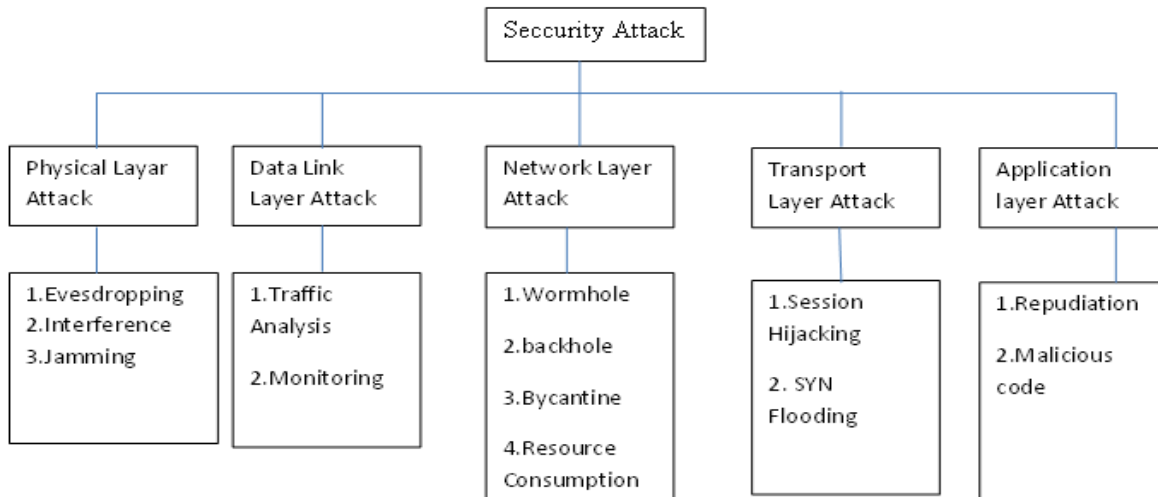 Seccurity Attack
Physical Layar
Attack
Data Link
Layer Attack
Network Layer
Attack
Transport
Layer Attack
Application
layer Attack
1.Evesdropping
2.Interference
3.Jamming
1.Traffic
Analysis
2.Monitoring
1.Wormhole
2.backhole
3.Bycantine
4.Resource
Consumption
1.Session
Hijacking
2. SYN
Flooding
1.Repudiation
2.Malicious
code